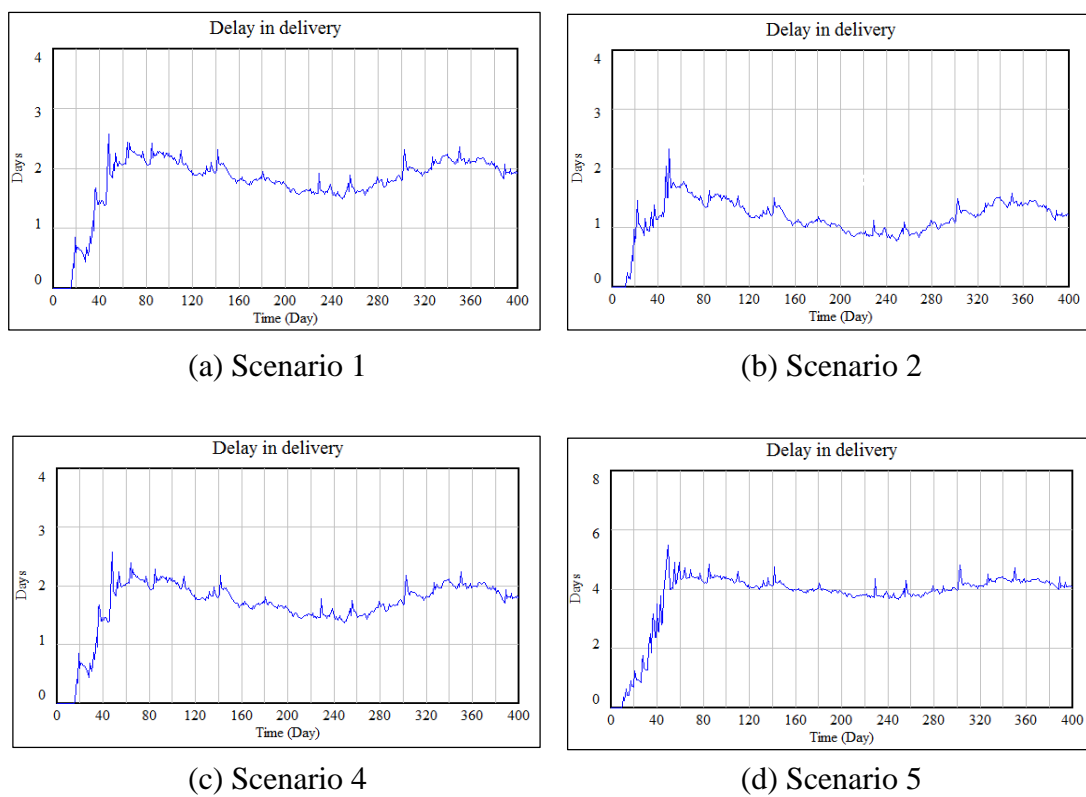 Delay in delivery
4
3
2
1
0
Days
0 40 80 120 160 200 240 280 320 360 400
Time (Day)
(a) Scenario 1
Delay in delivery
4
3
2
1
0
Days
0 40 80 120 160 200 240 280 320 360 400
Time (Day)
(b) Scenario 2
Delay in delivery
4
3
2
1
0
Days
0 40 80 120 160 200 240 280 320 360 400
Time (Day)
(c) Scenario 4
Delay in delivery
8
6
4
2
0
Days
0 40 80 120 160 200 240 280 320 360 400
Time (Day)
(d) Scenario 5